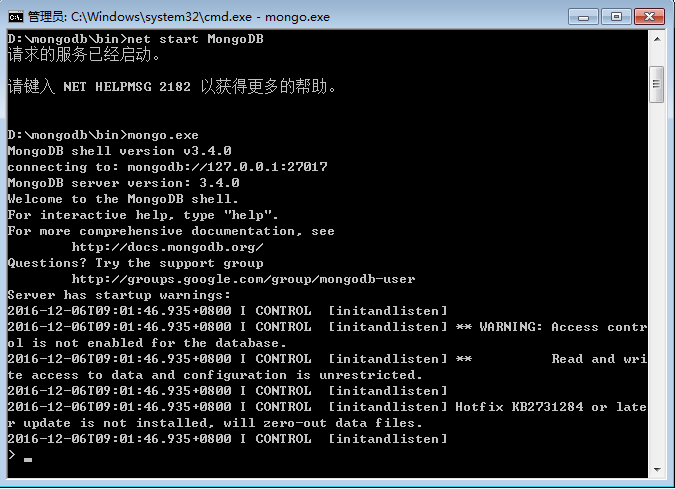 管理员: C:\Windows\system32\cmd.exe - mongo.exe
D:\mongodb\bin>net start MongoDB
请求的服务已经启动。
请键入 NET HELPMSG 2182 以获得更多的帮助。
D:\mongodb\bin>mongo.exe
MongoDB shell version v3.4.0
connecting to: mongodb://127.0.0.1:27017
MongoDB server version: 3.4.0
Welcome to the MongoDB shell.
For interactive help, type "help".
For more comprehensive documentation, see
        http://docs.mongodb.org/
Questions? Try the support group
        http://groups.google.com/group/mongodb-user
Server has startup warnings:
2016-12-06T09:01:46.935+0800 I CONTROL  [initandlisten]
2016-12-06T09:01:46.935+0800 I CONTROL  [initandlisten] ** WARNING: Access contr
ol is not enabled for the database.
2016-12-06T09:01:46.935+0800 I CONTROL  [initandlisten] **          Read and wri
te access to data and configuration is unrestricted.
2016-12-06T09:01:46.935+0800 I CONTROL  [initandlisten]
2016-12-06T09:01:46.935+0800 I CONTROL  [initandlisten] Hotfix KB2731284 or late
r update is not installed, will zero-out data files.
2016-12-06T09:01:46.935+0800 I CONTROL  [initandlisten]
> _